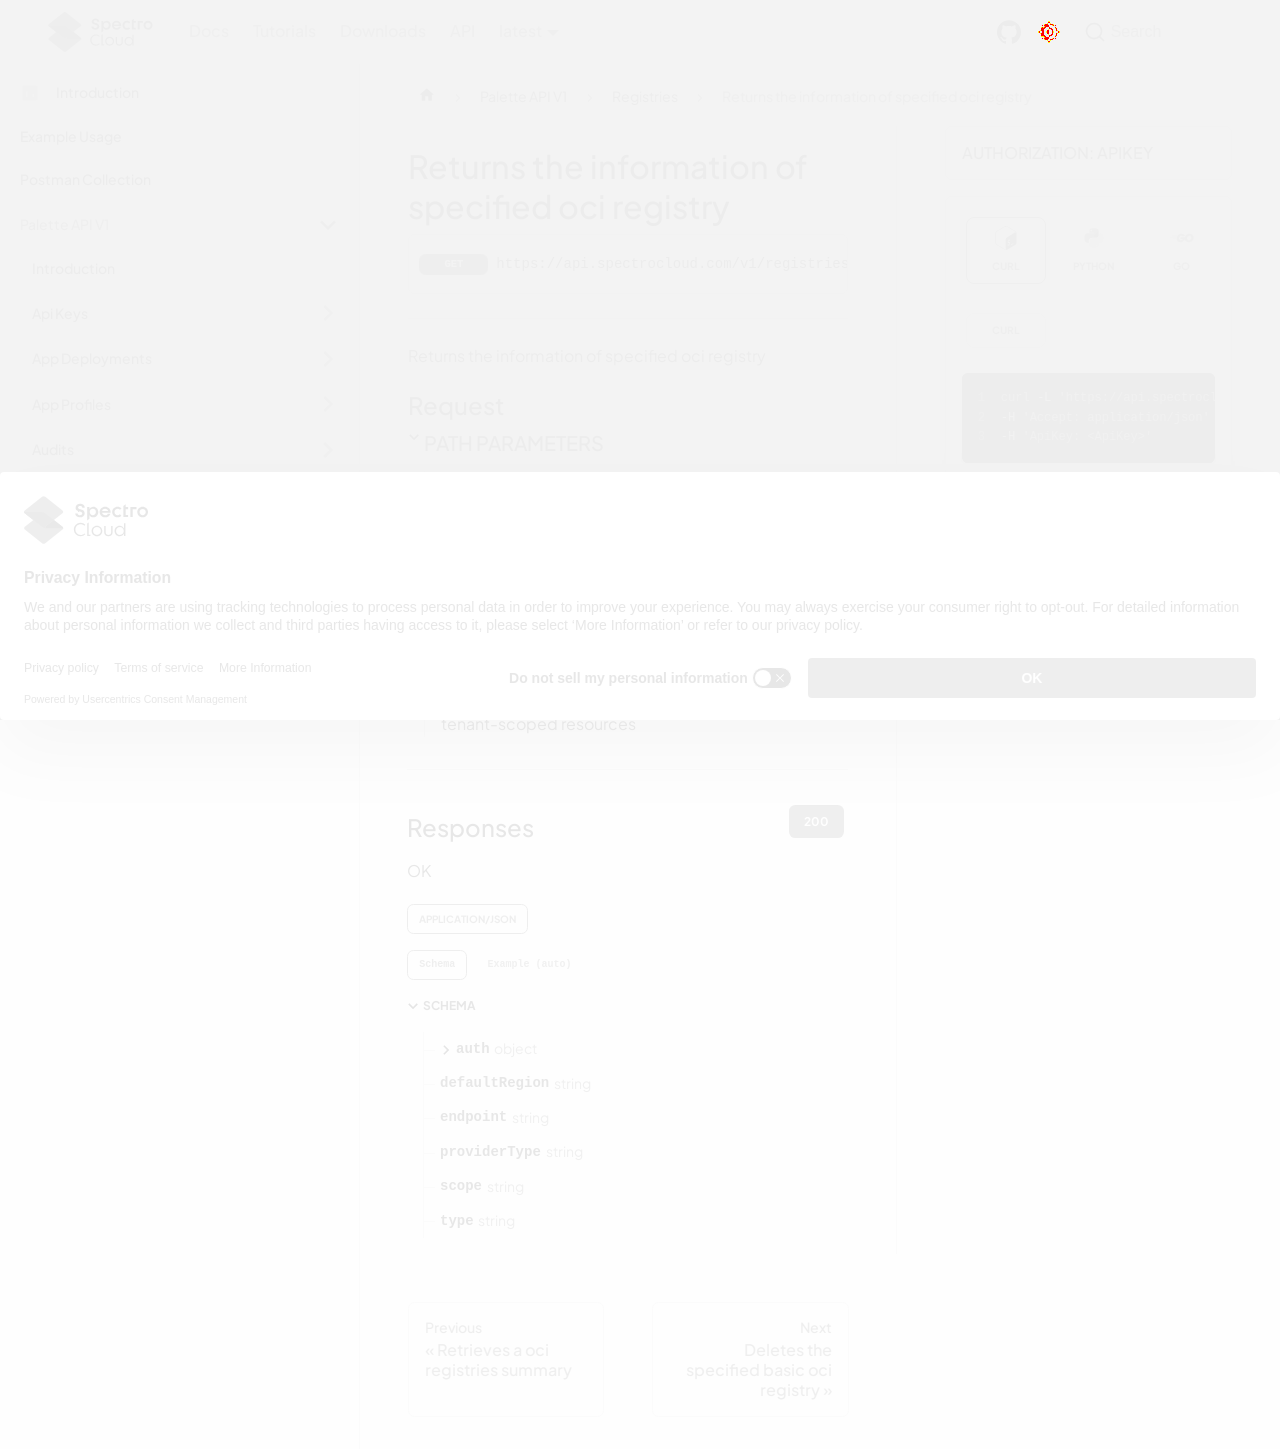 Spectro
Cloud
Docs
Tutorials
Downloads
API
latest
Search
Introduction
Palette API V1
Registries
Returns the information of specified oci registry
Example Usage
AUTHORIZATION: APIKEY
Postman Collection
Returns the information of
specified oci registry
Palette API V1
Introduction
GET
https://api.spectrocloud.com/v1/registries
CURL
PYTHON
GO
Api Keys
CURL
App Deployments
Returns the information of specified oci registry
App Profiles
Request
Audits
PATH PARAMETERS
Spectro
Cloud
Privacy Information
We and our partners are using tracking technologies to process personal data in order to improve your experience. You may always exercise your consumer right to opt-out. For detailed information
about personal information we collect and third parties having access to it, please select 'More Information' or refer to our privacy policy.
Privacy policy
Terms of service
More Information
Do not sell my personal information
OK
Powered by Usercentrics Consent Management
tenant-scoped resources
Responses
200
OK
APPLICATION/JSON
Schema
Example (auto)
SCHEMA
auth object
defaultRegion string
endpoint string
providerType string
scope string
type string
Previous
« Retrieves a oci
registries summary
Next
Deletes the
specified basic oci
registry »